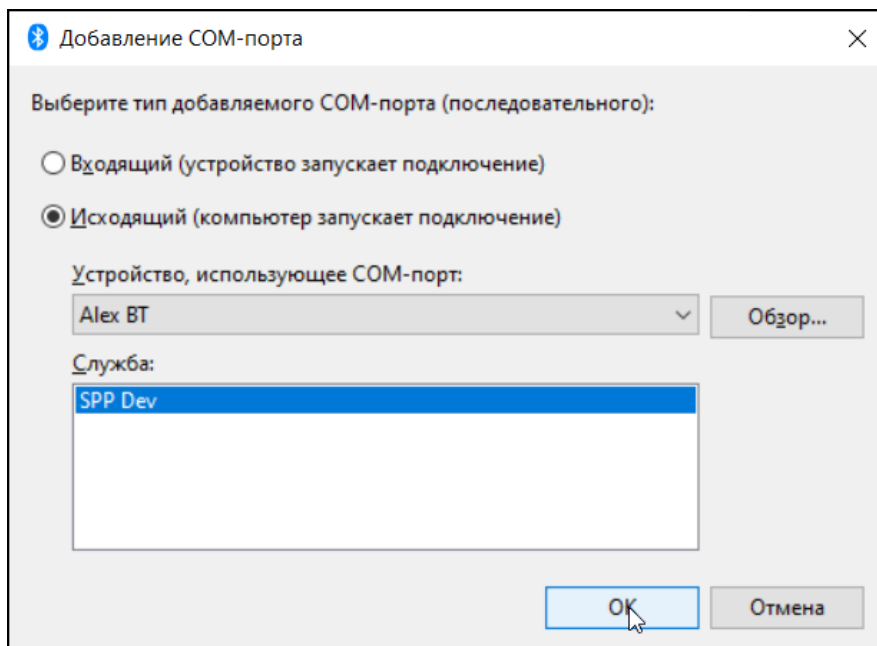 Добавление COM-порта
Выберите тип добавляемого COM-порта (последовательного):
Входящий (устройство запускает подключение)
Исходящий (компьютер запускает подключение)
Устройство, использующее COM-порт:
Alex BT
Обзор...
Служба:
SPP Dev
OK
Отмена